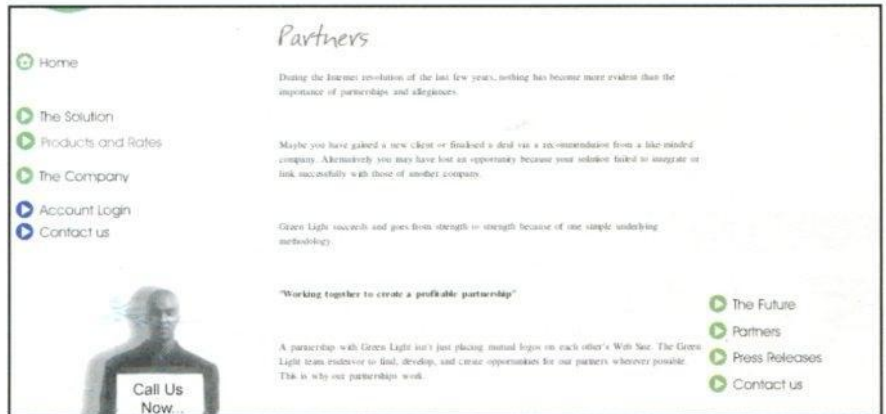 Partners
Home
The Solution
Products and Rates
The Company
Account Login
Contact us
During the Internet revolution of the last few years, nothing has become more evident than the
importance of partnerships and allegiences.
Maybe you have gained a new client or finalised a deal via a recommendation from a like minded
company. Alternatively you may have lost an opportunity because your solution failed to integrate or
link successfully with those of another company.
Green Light succeeds and goes from strength to strength because of one simple underlying
methodology.
"Working together to create a profitable partnership"
A partnership with Green Light isn't just placing mutual logos on each other's Web Site. The Green
Light team endeavor to find, develop, and create opportunities for our partners wherever possible.
This is why our partnerships work.
Call Us
Now...
The Future
Partners
Press Releases
Contact us